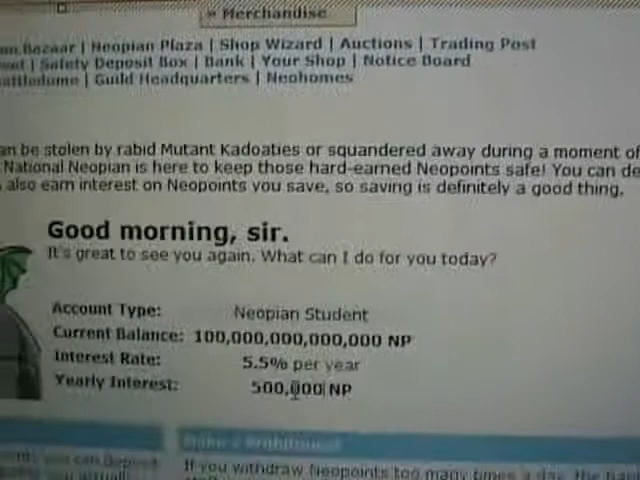 » Merchandise
Bazaar | Neopian Plaza | Shop Wizard | Auctions | Trading Post
| Safety Deposit Box | Bank | Your Shop | Notice Board
| Guild Headquarters | Neohomes
an be stolen by rabid Mutant Kadoaties or squandered away during a moment of
National Neopian is here to keep those hard-earned Neopoints safe! You can de
also earn interest on Neopoints you save, so saving is definitely a good thing.
Good morning, sir.
It's great to see you again. What can I do for you today?
Account Type: Neopian Student
Current Balance: 100,000,000,000,000 NP
Interest Rate: 5.5% per year
Yearly Interest: 500,000 NP
Make a Withdrawal
you can deposit
If you withdraw Neopoints too many times a day, the